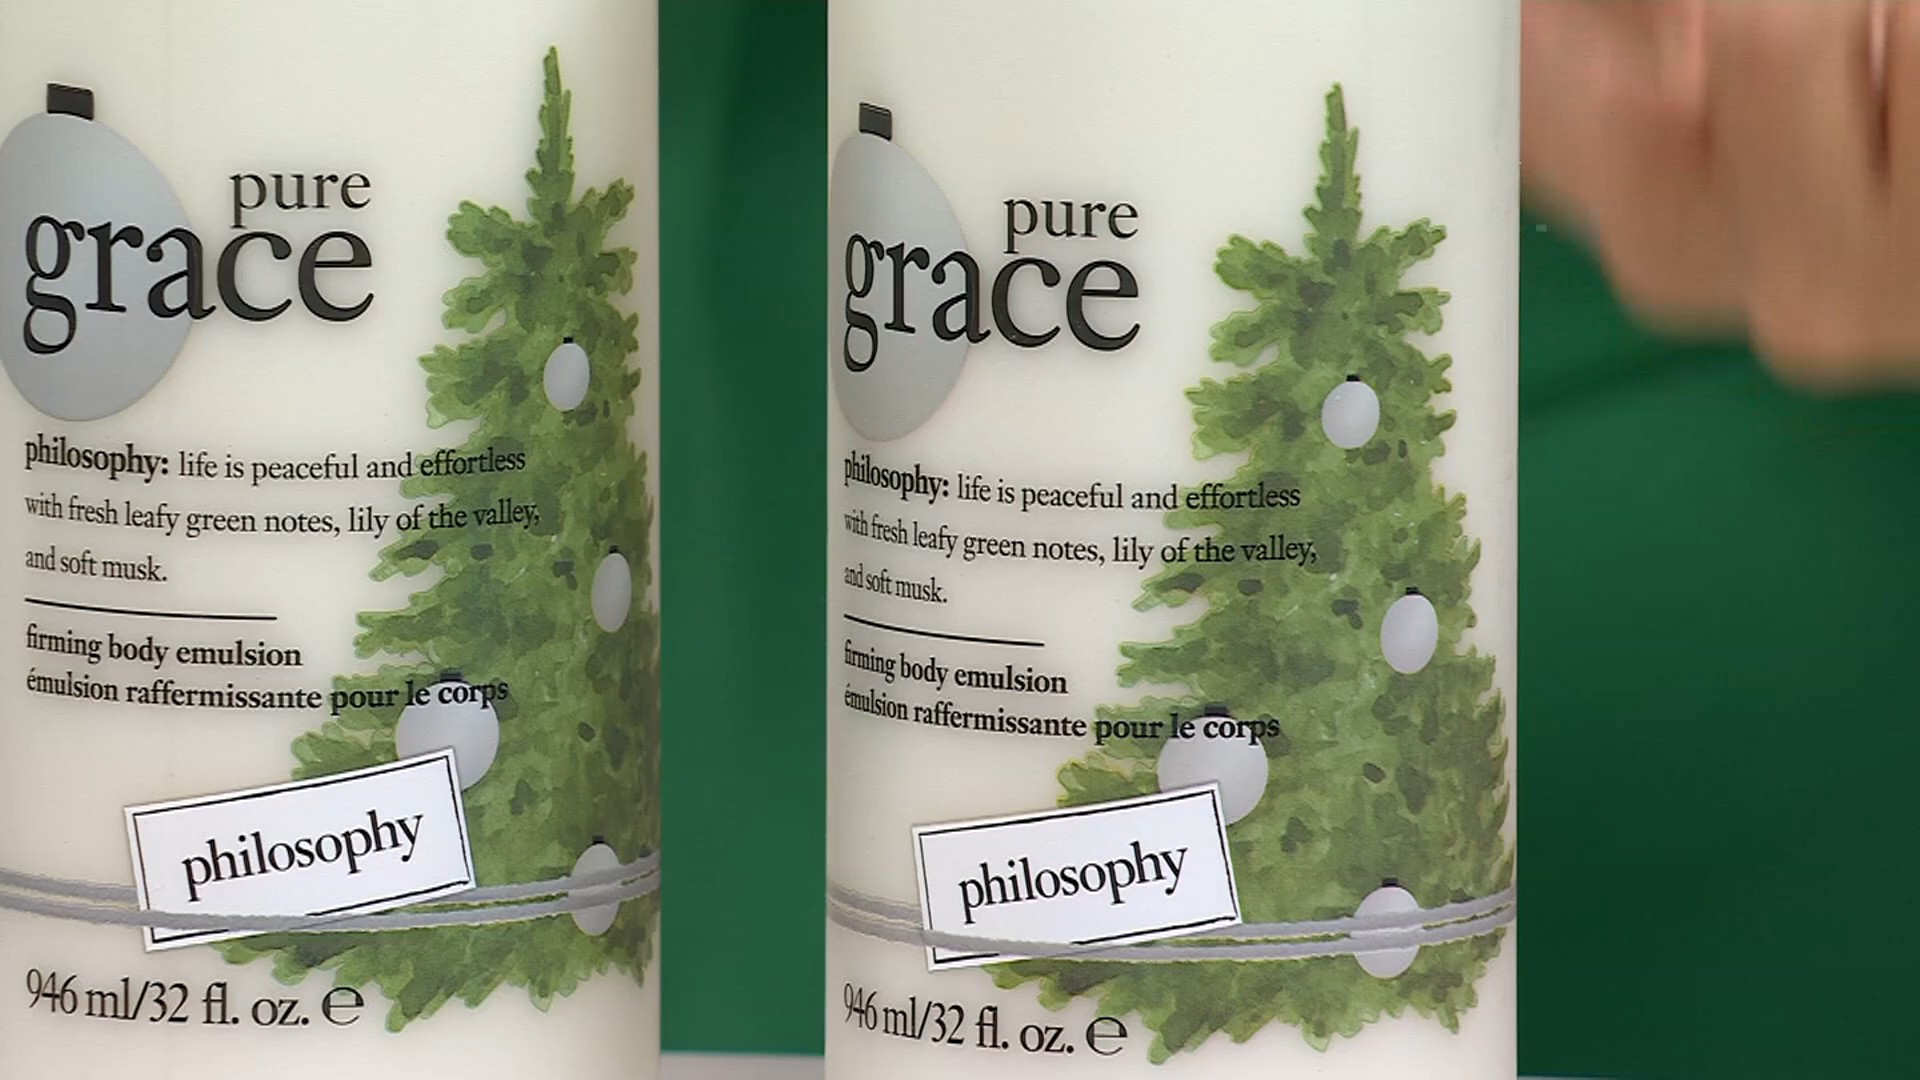 pure
grace
philosophy: life is peaceful and effortless
with fresh leafy green notes, lily of the valley,
and soft musk.
firming body emulsion
émulsion raffermissante pour le corps
philosophy
946 ml/32 fl. oz. ℮
pure
grace
philosophy: life is peaceful and effortless
with fresh leafy green notes, lily of the valley,
and soft musk.
firming body emulsion
émulsion raffermissante pour le corps
philosophy
946 ml/32 fl. oz. ℮